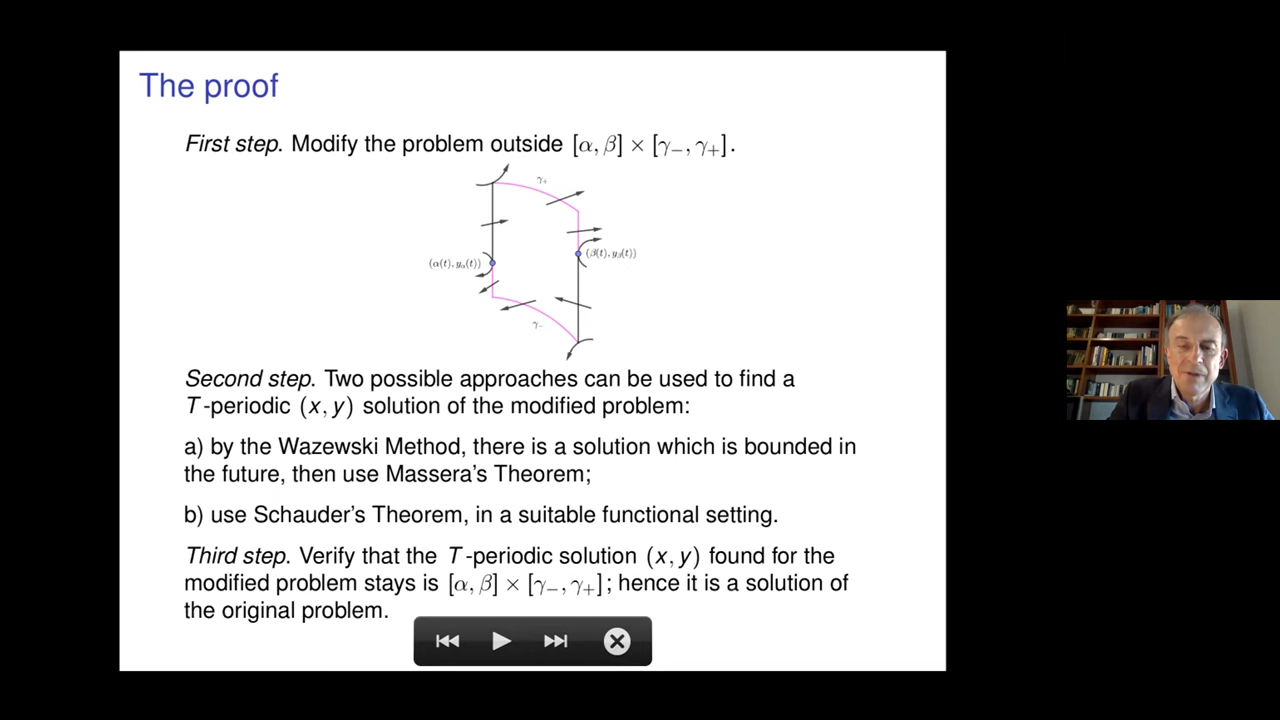 The proof
First step. Modify the problem outside [α, β] × [γ₋, γ₊].
γ₊
(α(t), yα(t))
(β(t), yβ(t))
γ₋
Second step. Two possible approaches can be used to find a
T-periodic (x, y) solution of the modified problem:
a) by the Wazewski Method, there is a solution which is bounded in
the future, then use Massera's Theorem;
b) use Schauder's Theorem, in a suitable functional setting.
Third step. Verify that the T-periodic solution (x, y) found for the
modified problem stays is [α, β] × [γ₋, γ₊]; hence it is a solution of
the original problem.